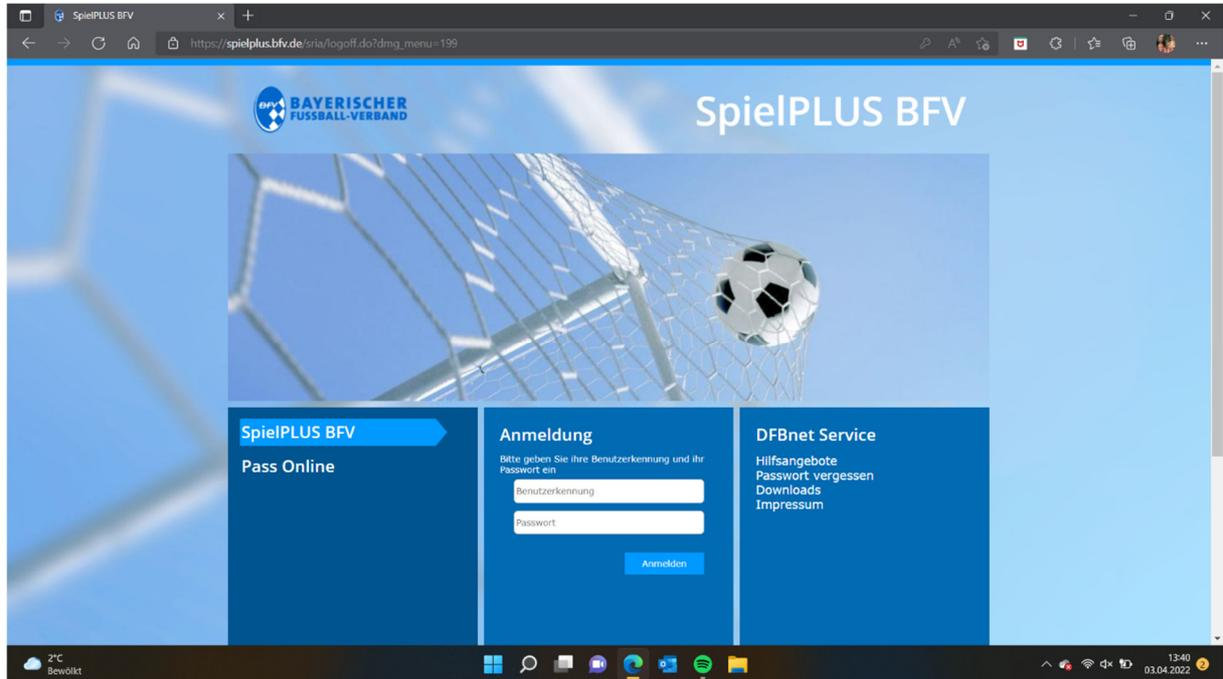 SpielPLUS BFV
https://spielplus.bfv.de/sria/logoff.do?dmg_menu=199
BFV BAYERISCHER
FUSSBALL-VERBAND
SpielPLUS BFV
SpielPLUS BFV
Pass Online
Anmeldung
Bitte geben Sie ihre Benutzerkennung und ihr
Passwort ein
Benutzerkennung
Passwort
Anmelden
DFBnet Service
Hilfsangebote
Passwort vergessen
Downloads
Impressum
2°C
Bewölkt
13:40
03.04.2022
2